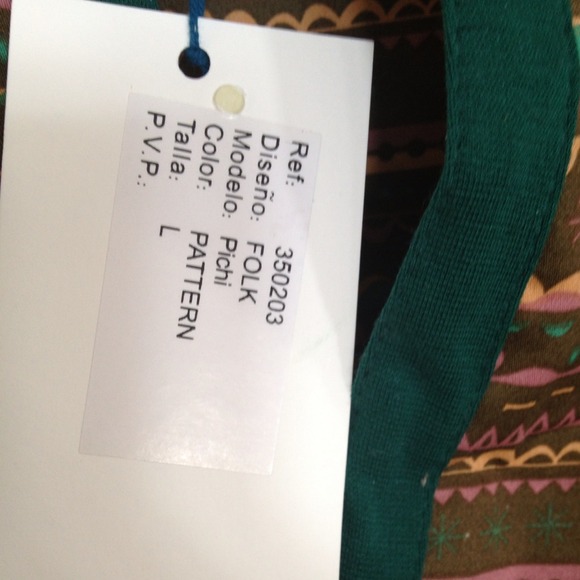 Ref: 350203
Diseño: FOLK
Modelo: Pichi
Color: PATTERN
Talla: L
P.V.P.: